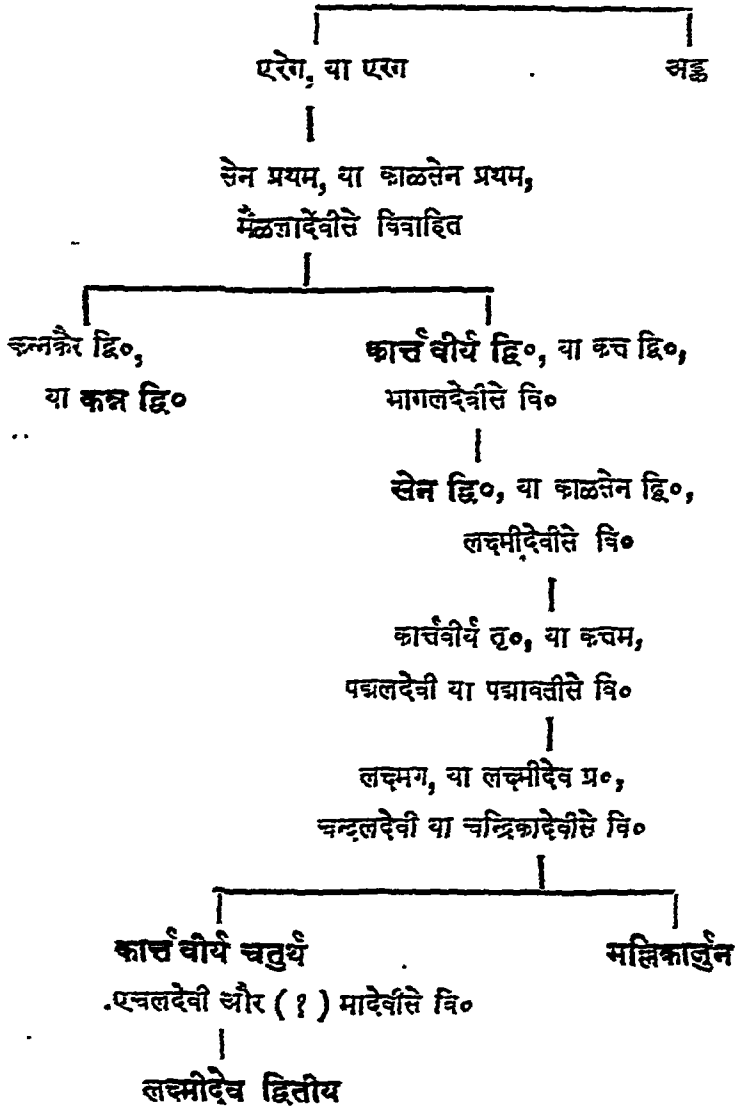 एरेग, या एरग
अङ्क
सेन प्रथम, या काळसेन प्रथम,
मैंळलादेवीसे विवाहित
कन्नकैर द्वि०,
कार्त्तवीर्य द्वि०, या कत्त द्वि०,
या कन्न द्वि०
भागलदेवीसे वि०
सेन द्वि०, या काळसेन द्वि०,
लक्ष्मीदेवीसे वि०
कार्त्तवीर्य तृ०, या कत्तम,
पद्मलदेवी या पद्मावतीसे वि०
लक्ष्मग, या लक्ष्मीदेव प्र०,
चन्दलदेवी या चन्द्रिकादेवीसे वि०
कार्त्तवीर्य चतुर्थ
मल्लिकार्जुन
एचलदेवी और (१) मादेवीसे वि०
लक्ष्मीदेव द्वितीय